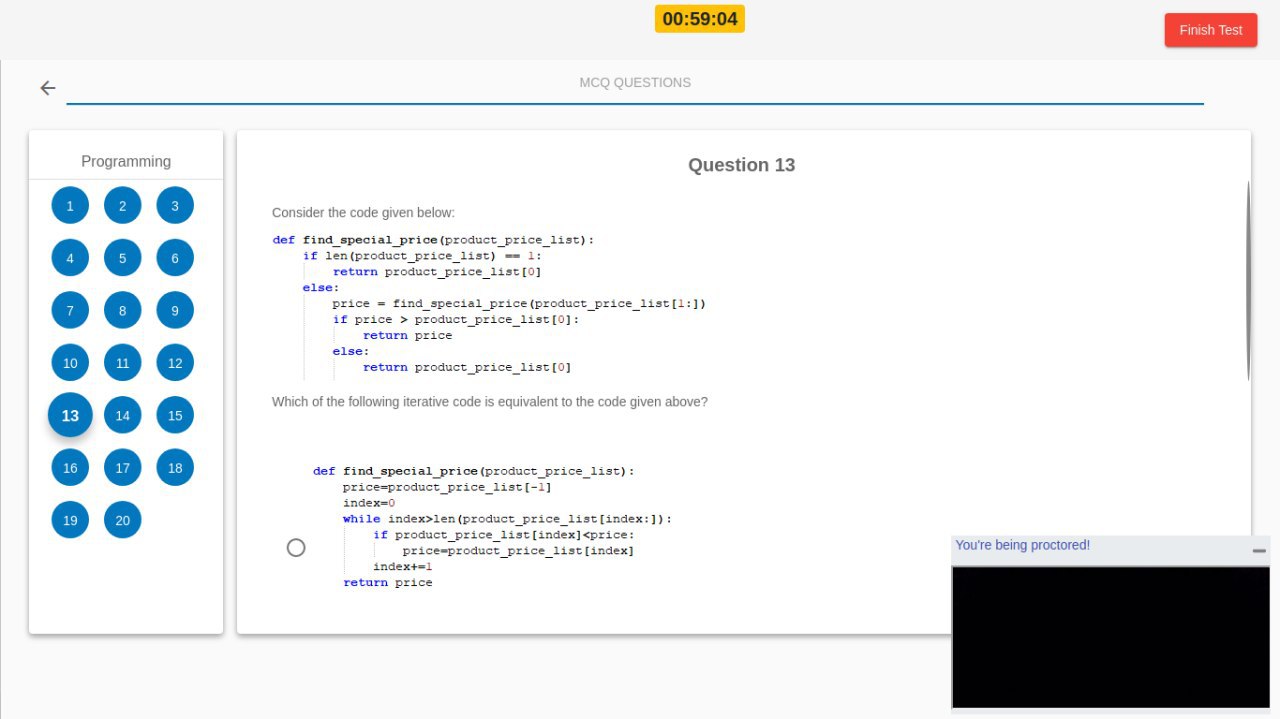 00:59:04
Finish Test
MCQ QUESTIONS
Programming
1 2 3
4 5 6
7 8 9
10 11 12
13 14 15
16 17 18
19 20
Question 13
Consider the code given below:
def find_special_price(product_price_list):
    if len(product_price_list) == 1:
        return product_price_list[0]
    else:
        price = find_special_price(product_price_list[1:])
        if price > product_price_list[0]:
            return price
        else:
            return product_price_list[0]
Which of the following iterative code is equivalent to the code given above?
def find_special_price(product_price_list):
    price=product_price_list[-1]
    index=0
    while index>len(product_price_list[index:]):
        if product_price_list[index]<price:
            price=product_price_list[index]
        index+=1
    return price
You're being proctored!